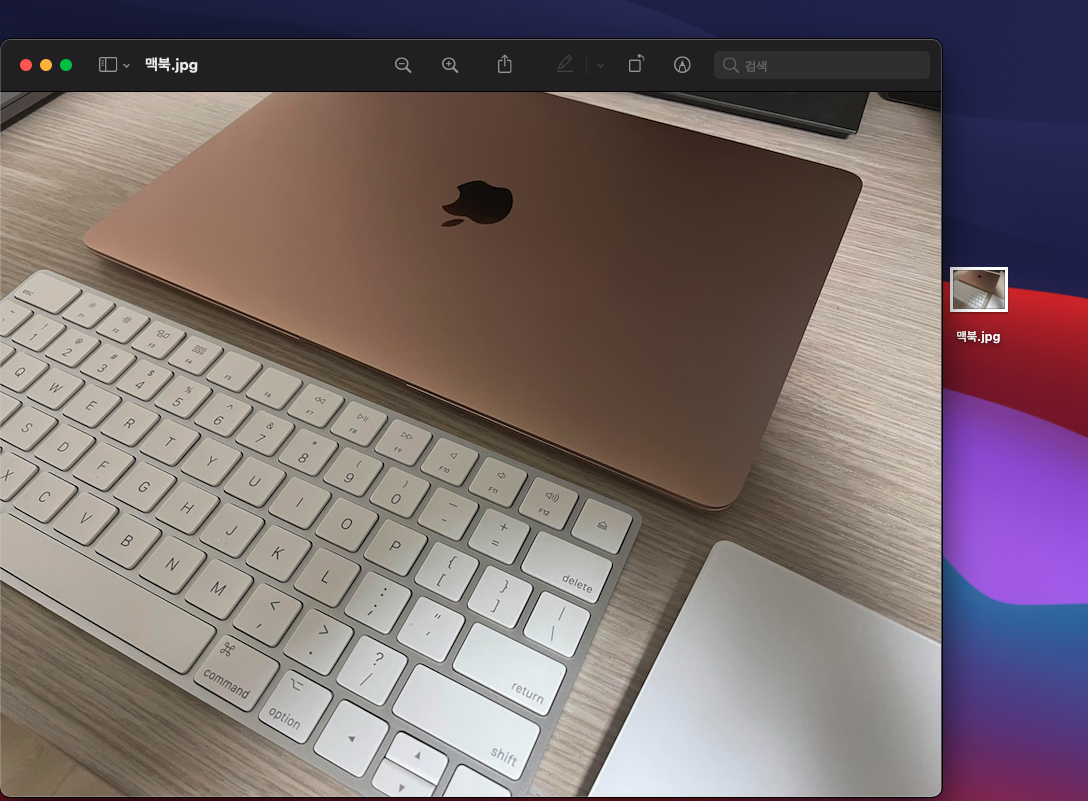 맥북.jpg
검색
맥북.jpg
esc
F1 F2 F3 F4 F5 F6 F7 F8 F9 F10 F11 F12
~ ! @ # $ % ^ & * ( ) _ +
1 2 3 4 5 6 7 8 9 0 - =
delete
Q W E R T Y U I O P { [ } ] | \
S D F G H J K L : ; " '
return
X C V B N M < , > . ? /
shift
⌘
command
⌥
option